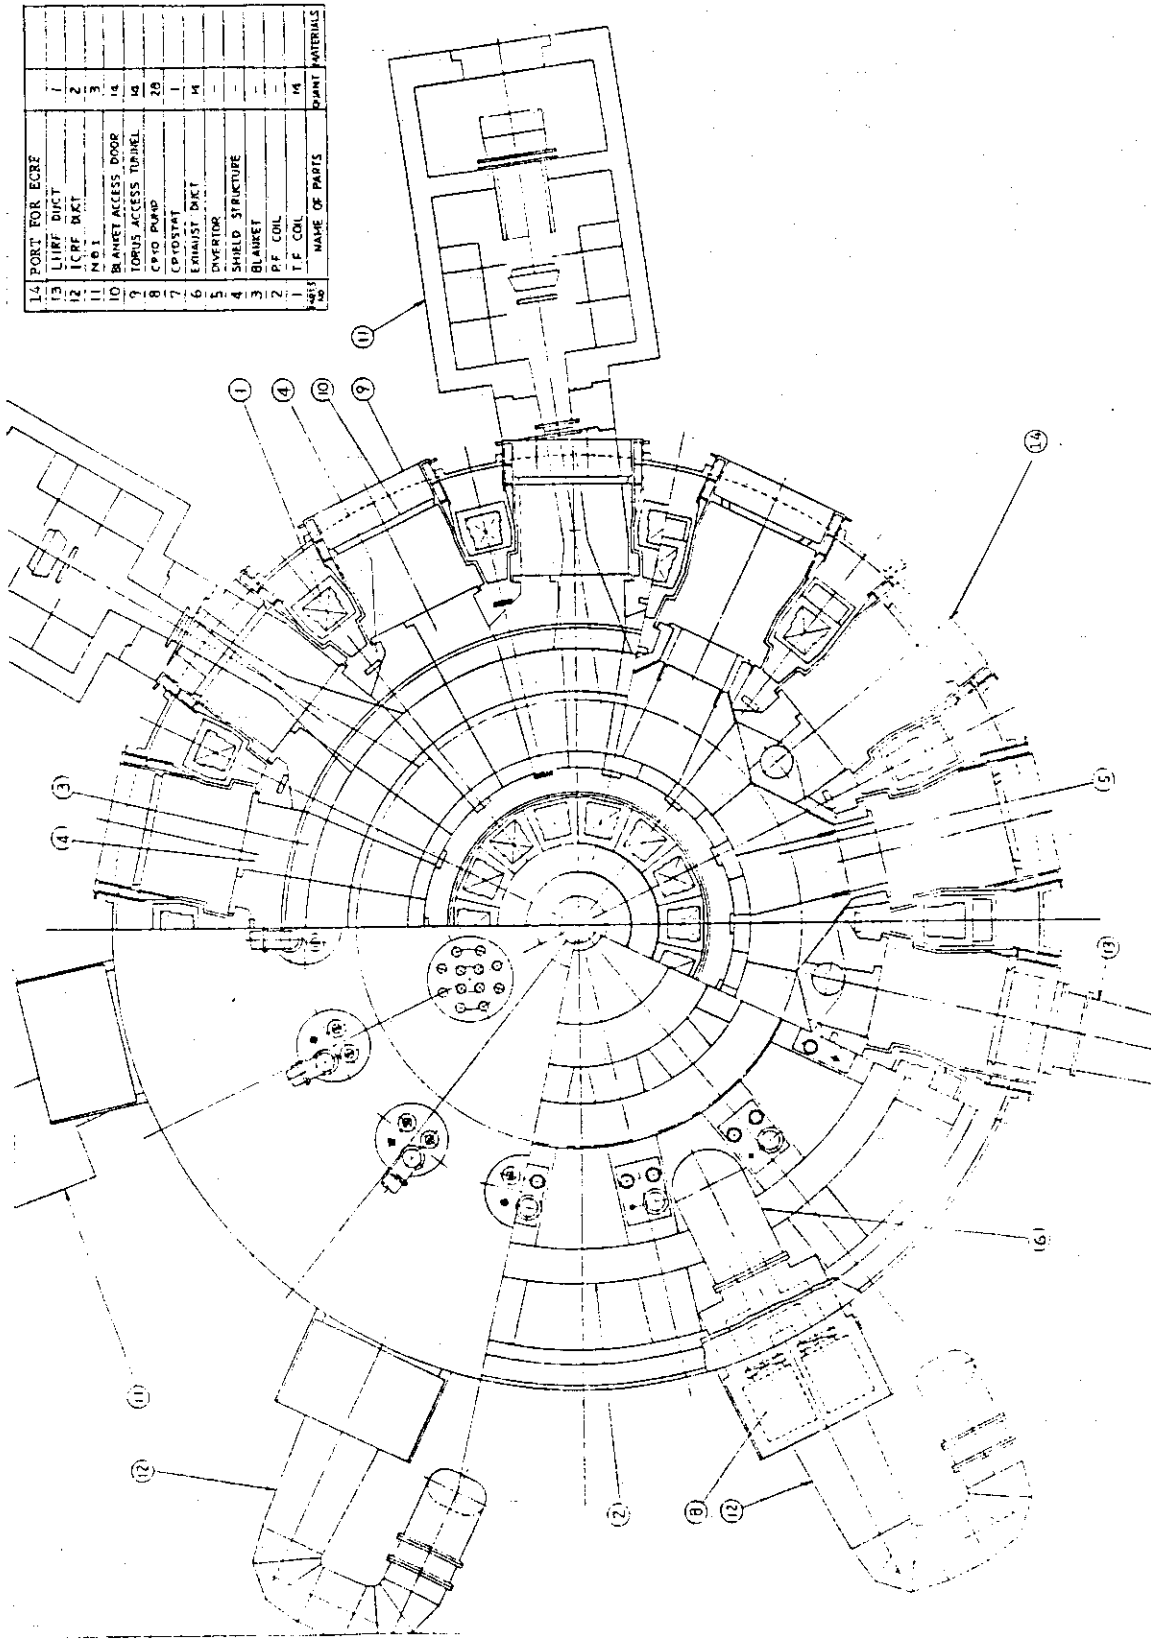 14 PORT FOR ECRF
13 LHRF DUCT 1
12 ICRF DUCT 2
11 N B I 3
10 BLANKET ACCESS DOOR 14
9 TORUS ACCESS TUNNEL 14
8 CRYO PUMP 28
7 CRYOSTAT 1
6 EXHAUST DUCT 14
5 DIVERTOR -
4 SHIELD STRUCTURE -
3 BLANKET -
2 P.F COIL -
1 T.F COIL 14
PARTS NO NAME OF PARTS QUANT MATERIALS
1
4
10
9
11
14
3
4
5
13
6
11
12
2
8
12